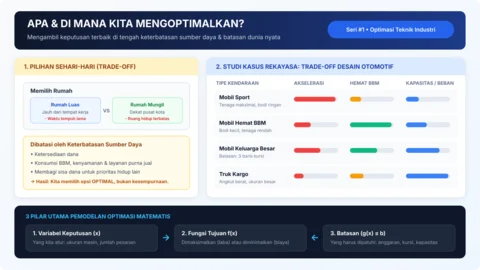 APA & DI MANA KITA MENGOPTIMALKAN?
Mengambil keputusan terbaik di tengah keterbatasan sumber daya & batasan dunia nyata
Seri #1 • Optimasi Teknik Industri
1. PILIHAN SEHARI-HARI (TRADE-OFF)
Memilih Rumah
Rumah Luas
Jauh dari tempat kerja
- Waktu tempuh lama
VS
Rumah Mungil
Dekat pusat kota
- Ruang hidup terbatas
Dibatasi oleh Keterbatasan Sumber Daya
• Ketersediaan dana
• Konsumsi BBM, kenyamanan & layanan purna jual
• Membagi sisa dana untuk prioritas hidup lain
➔ Hasil: Kita memilih opsi OPTIMAL, bukan kesempurnaan.
2. STUDI KASUS REKAYASA: TRADE-OFF DESAIN OTOMOTIF
TIPE KENDARAAN AKSELERASI HEMAT BBM KAPASITAS / BEBAN
Mobil Sport
Tenaga maksimal, bodi ringan
Mobil Hemat BBM
Bodi kecil, tenaga rendah
Mobil Keluarga Besar
Batasan: 3 baris kursi
Truk Kargo
Angkut berat, ukuran besar
3 PILAR UTAMA PEMODELAN OPTIMASI MATEMATIS
1. Variabel Keputusan (x)
Yang kita atur: ukuran mesin, jumlah pesanan
➔
2. Fungsi Tujuan f(x)
Dimaksimalkan (laba) atau diminimalkan (biaya)
←
3. Batasan (g(x) ≤ b)
Yang harus dipatuhi: anggaran, kursi, kapasitas